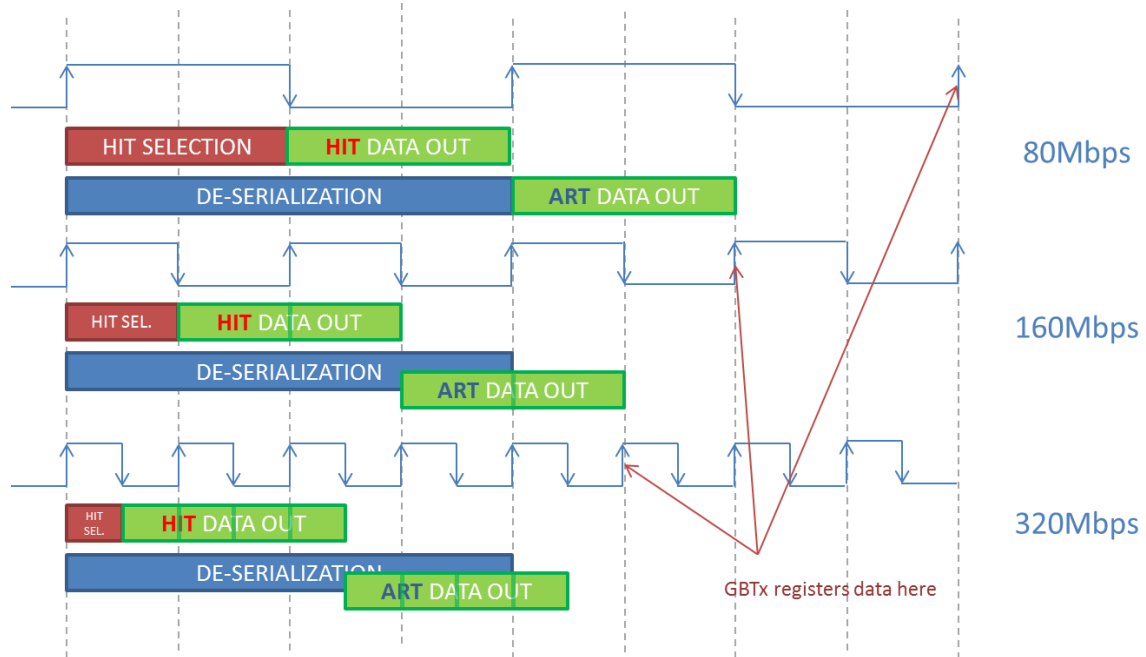 HIT SELECTION
HIT DATA OUT
80Mbps
DE-SERIALIZATION
ART DATA OUT
HIT SEL.
HIT DATA OUT
160Mbps
DE-SERIALIZATION
ART DATA OUT
HIT
SEL.
HIT DATA OUT
320Mbps
DE-SERIALIZATION
ART DATA OUT
GBTx registers data here